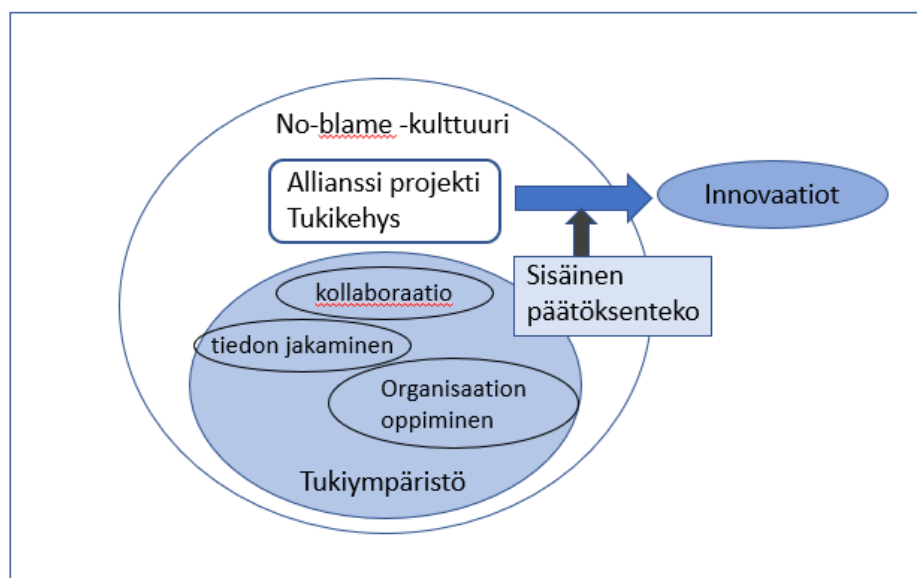 No-blame -kulttuuri
Allianssi projekti
Tukikehys
Innovaatiot
Sisäinen
päätöksenteko
kollaboraatio
tiedon jakaminen
Organisaation
oppiminen
Tukiympäristö